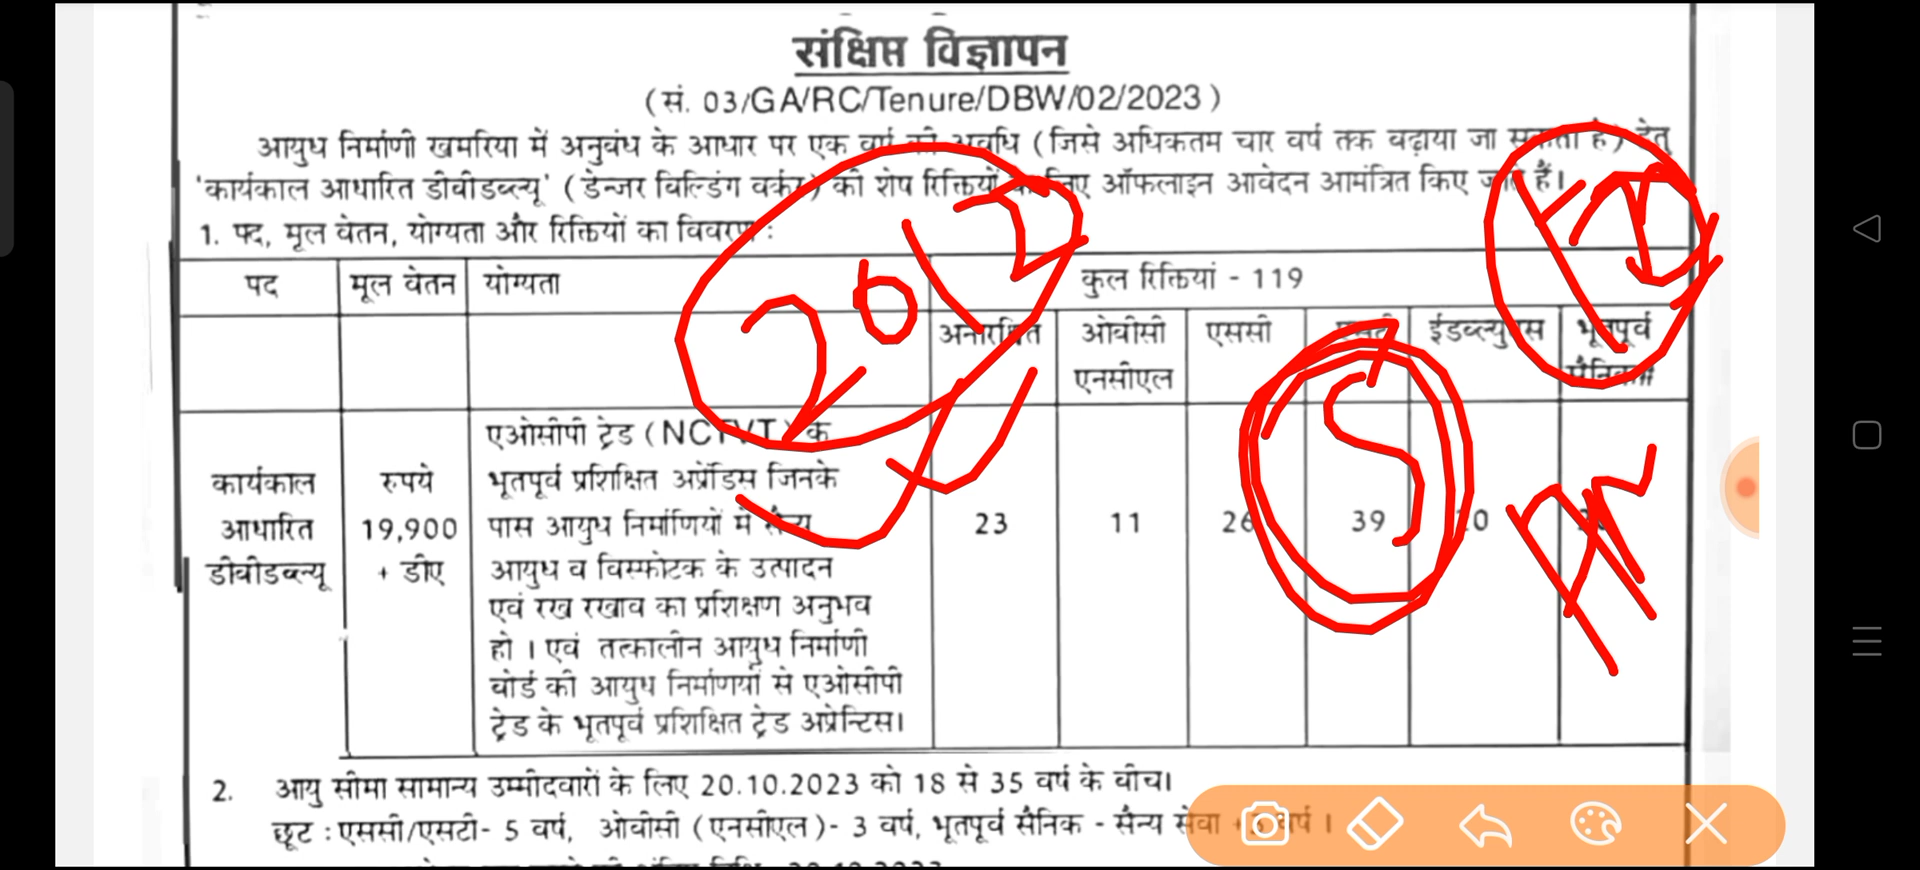 संक्षिप्त विज्ञापन
(सं. 03/GA/RC/Tenure/DBW/02/2023)
आयुध निर्माणी खमरिया में अनुबंध के आधार पर एक वर्ष की अवधि (जिसे अधिकतम चार वर्ष तक बढ़ाया जा सकता है) हेतु
'कार्यकाल आधारित डीबीडब्ल्यू' (डेन्जर बिल्डिंग वर्कर) की शेष रिक्तियों के लिए ऑफलाइन आवेदन आमंत्रित किए जाते हैं।
1. पद, मूल वेतन, योग्यता और रिक्तियों का विवरण :
पद मूल वेतन योग्यता कुल रिक्तियां - 119
अनारक्षित ओबीसी एनसीएल एससी एसटी ईडब्ल्यूएस भूतपूर्व सैनिक
कार्यकाल आधारित डीबीडब्ल्यू
रुपये 19,900 + डीए
एओसीपी ट्रेड (NCTVT) के
भूतपूर्व प्रशिक्षित अप्रेंटिस जिनके
पास आयुध निर्माणियों में सैन्य
आयुध व विस्फोटक के उत्पादन
एवं रख रखाव का प्रशिक्षण अनुभव
हो । एवं तत्कालीन आयुध निर्माणी
बोर्ड की आयुध निर्माणयों से एओसीपी
ट्रेड के भूतपूर्व प्रशिक्षित ट्रेड अप्रेन्टिस।
23 11 26 39
2. आयु सीमा सामान्य उम्मीदवारों के लिए 20.10.2023 को 18 से 35 वर्ष के बीच।
छूट : एससी/एसटी- 5 वर्ष, ओबीसी (एनसीएल)- 3 वर्ष, भूतपूर्व सैनिक - सैन्य सेवा + 3 वर्ष ।